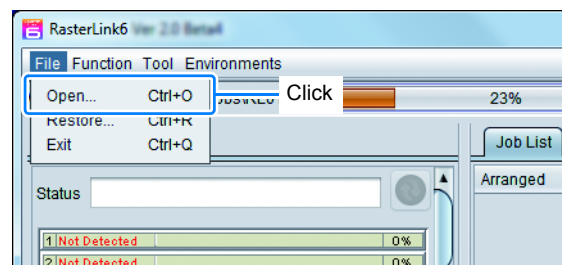 RasterLink6 Ver 2.0 Beta4
File Function Tool Environments
Open... Ctrl+O
Click
23%
Restore... Ctrl+R
Exit Ctrl+Q
Job List
Status
Arranged
1 Not Detected 0%
2 Not Detected 0%